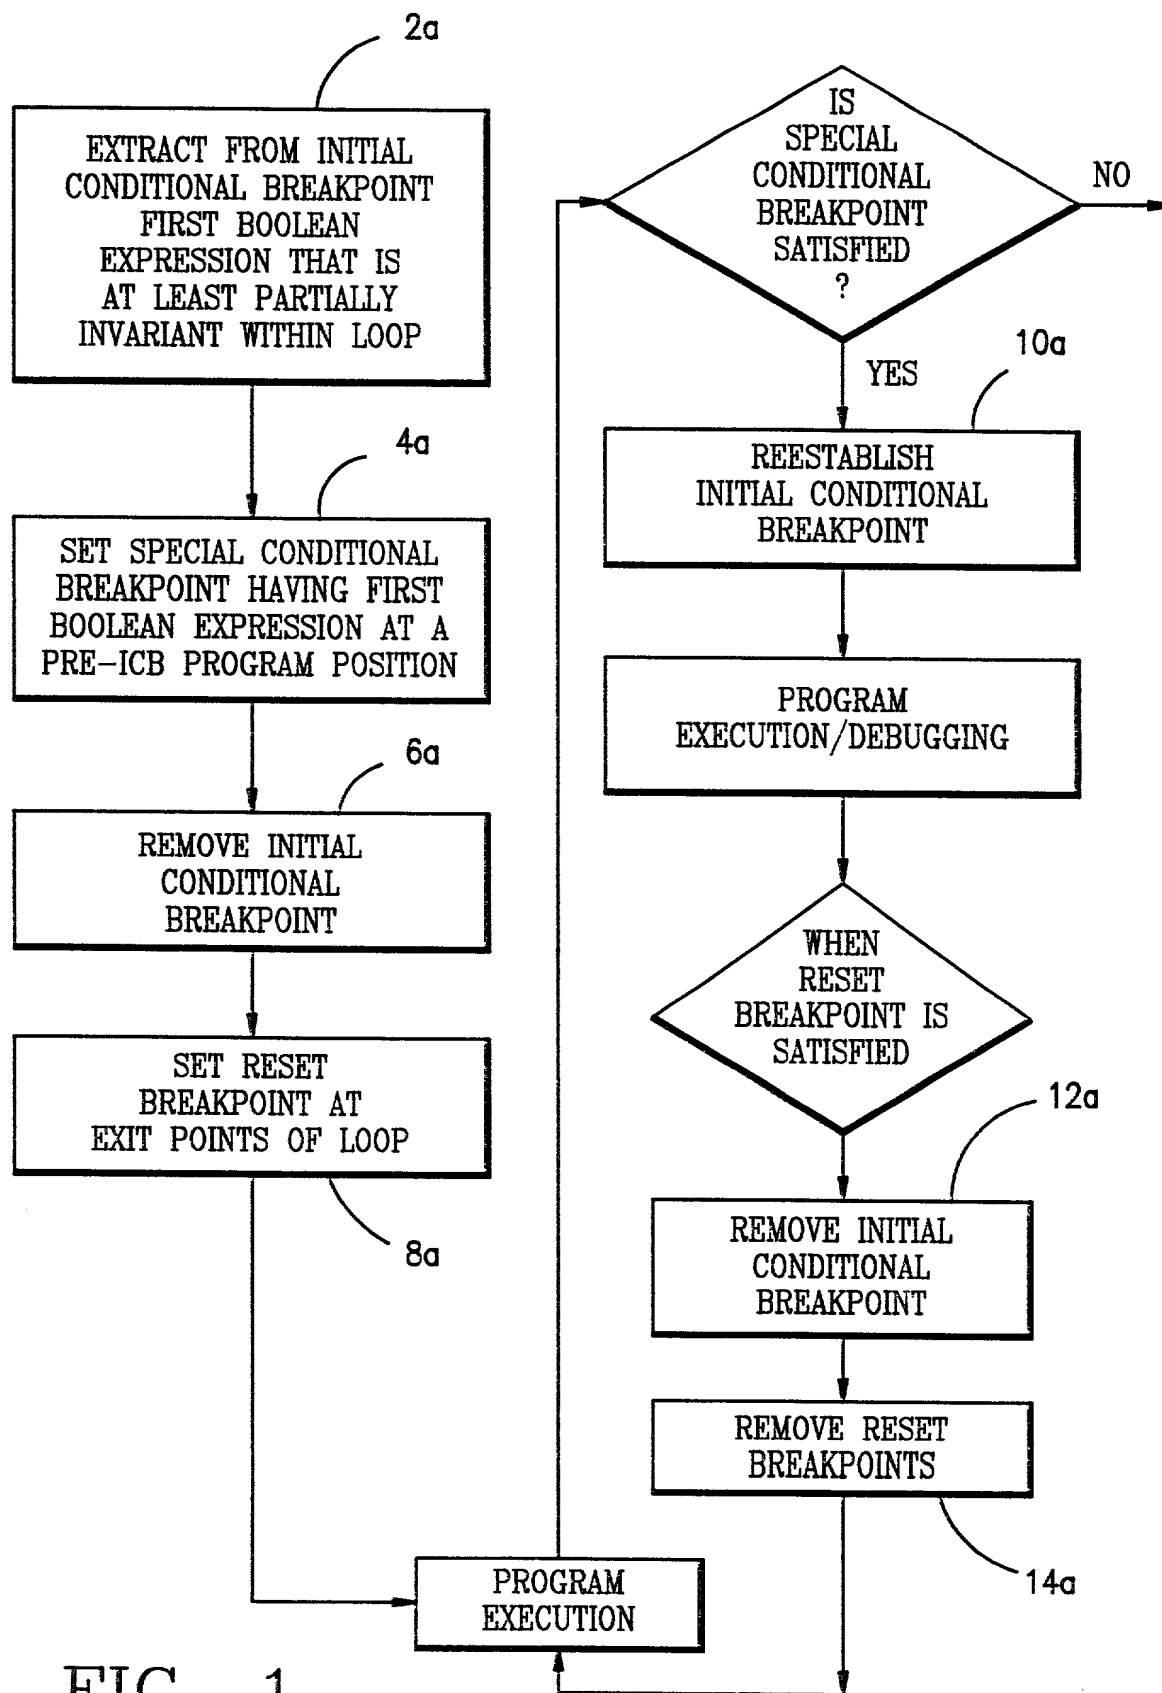 2a
EXTRACT FROM INITIAL
CONDITIONAL BREAKPOINT
FIRST BOOLEAN
EXPRESSION THAT IS
AT LEAST PARTIALLY
INVARIANT WITHIN LOOP
4a
SET SPECIAL CONDITIONAL
BREAKPOINT HAVING FIRST
BOOLEAN EXPRESSION AT A
PRE-ICB PROGRAM POSITION
6a
REMOVE INITIAL
CONDITIONAL
BREAKPOINT
SET RESET
BREAKPOINT AT
EXIT POINTS OF LOOP
8a
PROGRAM
EXECUTION
IS
SPECIAL
CONDITIONAL
BREAKPOINT
SATISFIED
?
NO
YES
10a
REESTABLISH
INITIAL CONDITIONAL
BREAKPOINT
PROGRAM
EXECUTION/DEBUGGING
WHEN
RESET
BREAKPOINT IS
SATISFIED
12a
REMOVE INITIAL
CONDITIONAL
BREAKPOINT
REMOVE RESET
BREAKPOINTS
14a
FIG. 1